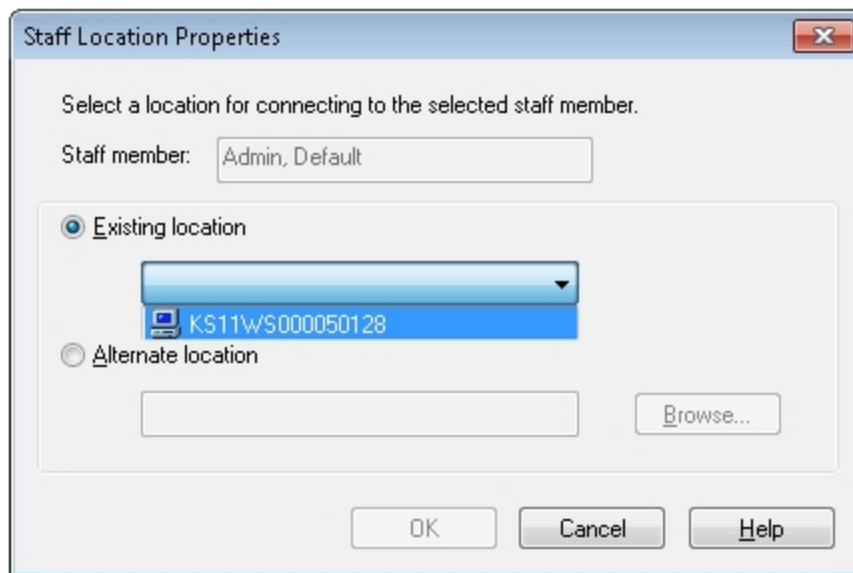 Staff Location Properties
Select a location for connecting to the selected staff member.
Staff member: Admin, Default
Existing location
KS11WS000050128
Alternate location
Browse...
OK Cancel Help